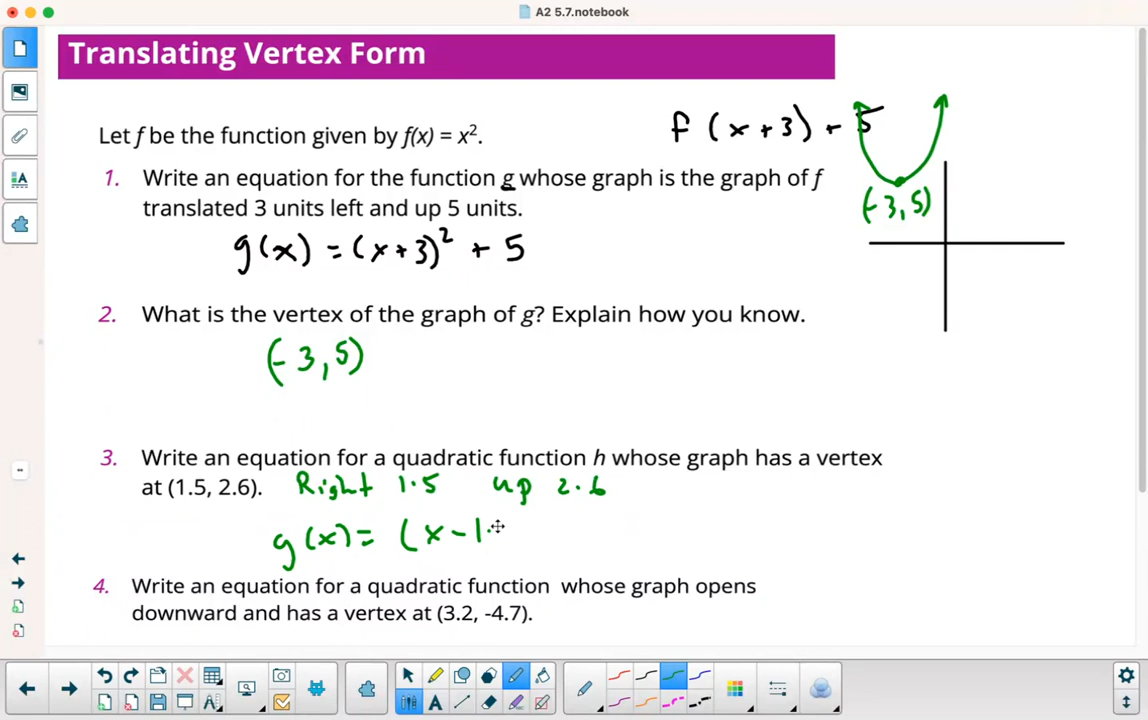 A2 5.7.notebook
Translating Vertex Form
Let f be the function given by f(x) = x².
f (x + 3) + 5
1. Write an equation for the function g whose graph is the graph of f
translated 3 units left and up 5 units.
(-3, 5)
g(x) = (x + 3)² + 5
2. What is the vertex of the graph of g? Explain how you know.
(-3, 5)
3. Write an equation for a quadratic function h whose graph has a vertex
at (1.5, 2.6). Right 1.5 up 2.6
g(x) = (x - 1.
4. Write an equation for a quadratic function whose graph opens
downward and has a vertex at (3.2, -4.7).